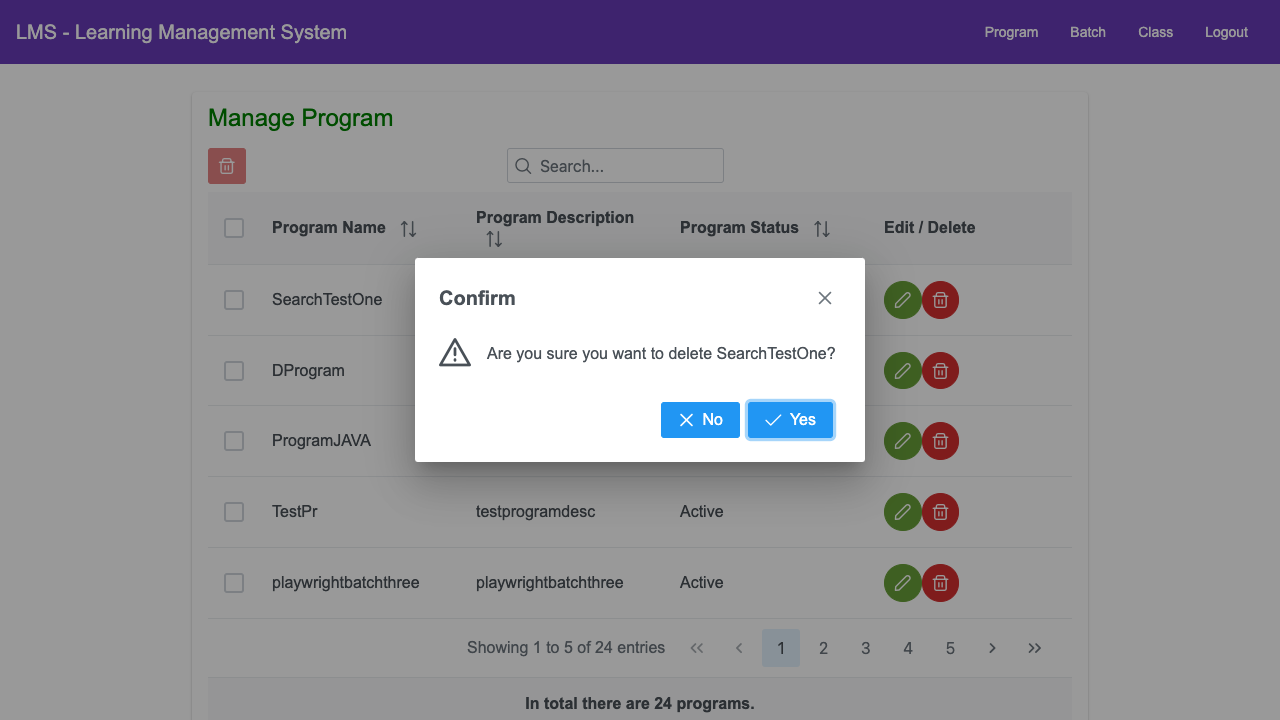 LMS - Learning Management System
Program
Batch
Class
Logout
Manage Program
Search...
Program Name
Program Description
Program Status
Edit / Delete
SearchTestOne
DProgram
ProgramJAVA
Confirm
Are you sure you want to delete SearchTestOne?
No
Yes
TestPr testprogramdesc Active
playwrightbatchthree playwrightbatchthree Active
Showing 1 to 5 of 24 entries 1 2 3 4 5
In total there are 24 programs.